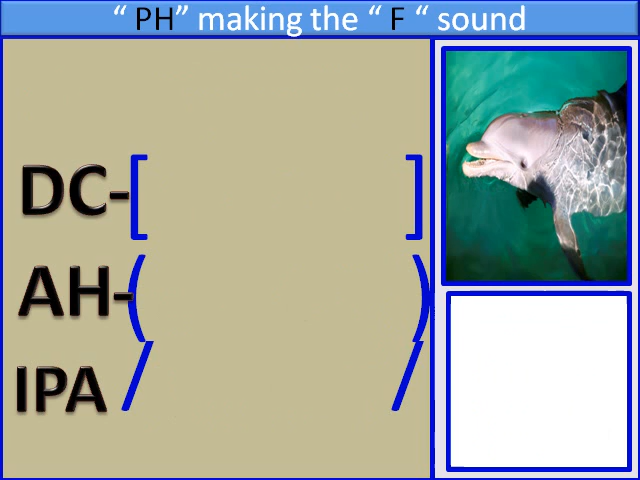 “ PH” making the “ F “ sound
DC-[ ]
AH-( )
IPA / /